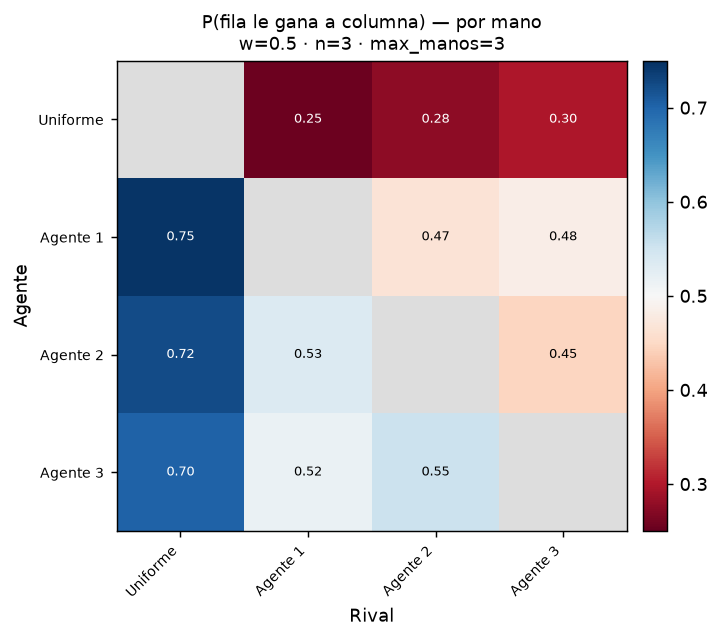 P(fila le gana a columna) — por mano
w=0.5 · n=3 · max_manos=3
Uniforme
0.25
0.28
0.30
Agente 1
0.75
0.47
0.48
Agente 2
0.72
0.53
0.45
Agente 3
0.70
0.52
0.55
Agente
Uniforme
Agente 1
Agente 2
Agente 3
Rival
0.7
0.6
0.5
0.4
0.3